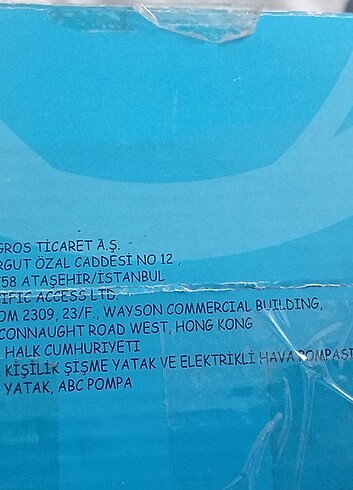 GROS TİCARET A.Ş.
RGUT ÖZAL CADDESİ NO 12
758 ATAŞEHİR/İSTANBUL
CIFIC ACCESS LTD.
OM 2309, 23/F., WAYSON COMMERCIAL BUILDING,
CONNAUGHT ROAD WEST, HONG KONG
HALK CUMHURİYETİ
KİŞİLİK ŞİŞME YATAK VE ELEKTRİKLİ HAVA POMPASI
YATAK, ABC POMPA